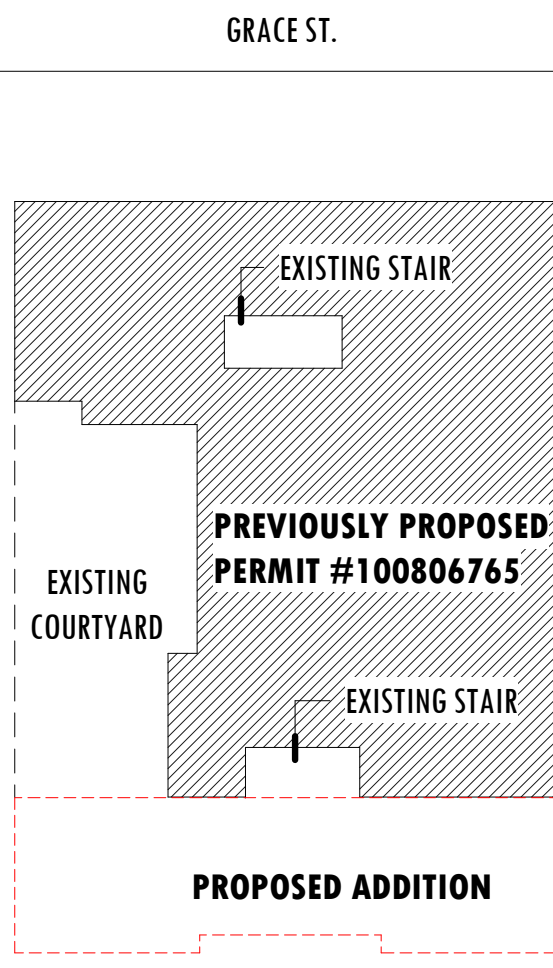 GRACE ST.
EXISTING STAIR
PREVIOUSLY PROPOSED
PERMIT #100806765
EXISTING
COURTYARD
EXISTING STAIR
PROPOSED ADDITION